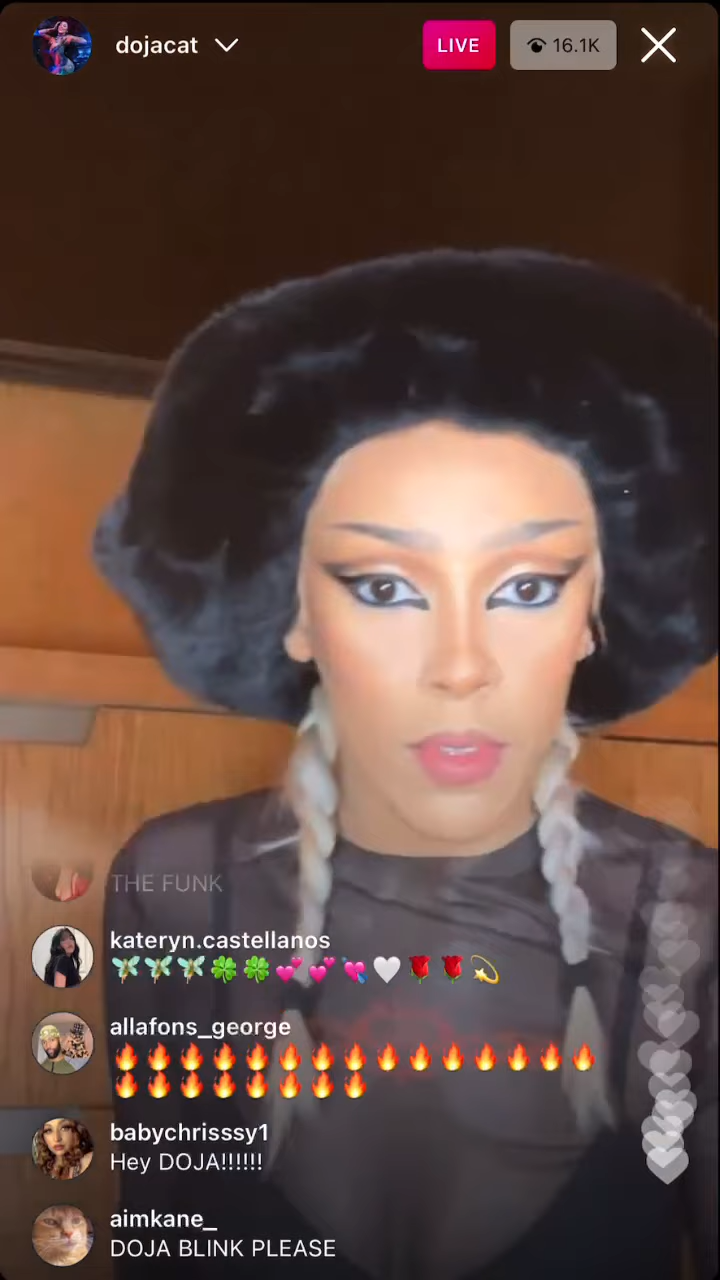 dojacat
LIVE
16.1K
THE FUNK
kateryn.castellanos
🧚🧚🧚🍀🍀💕💕💘🤍🌹🌹💫
allafons_george
🔥🔥🔥🔥🔥🔥🔥🔥🔥🔥🔥🔥🔥🔥🔥
🔥🔥🔥🔥🔥🔥🔥🔥
babychrisssy1
Hey DOJA!!!!!!
aimkane_
DOJA BLINK PLEASE